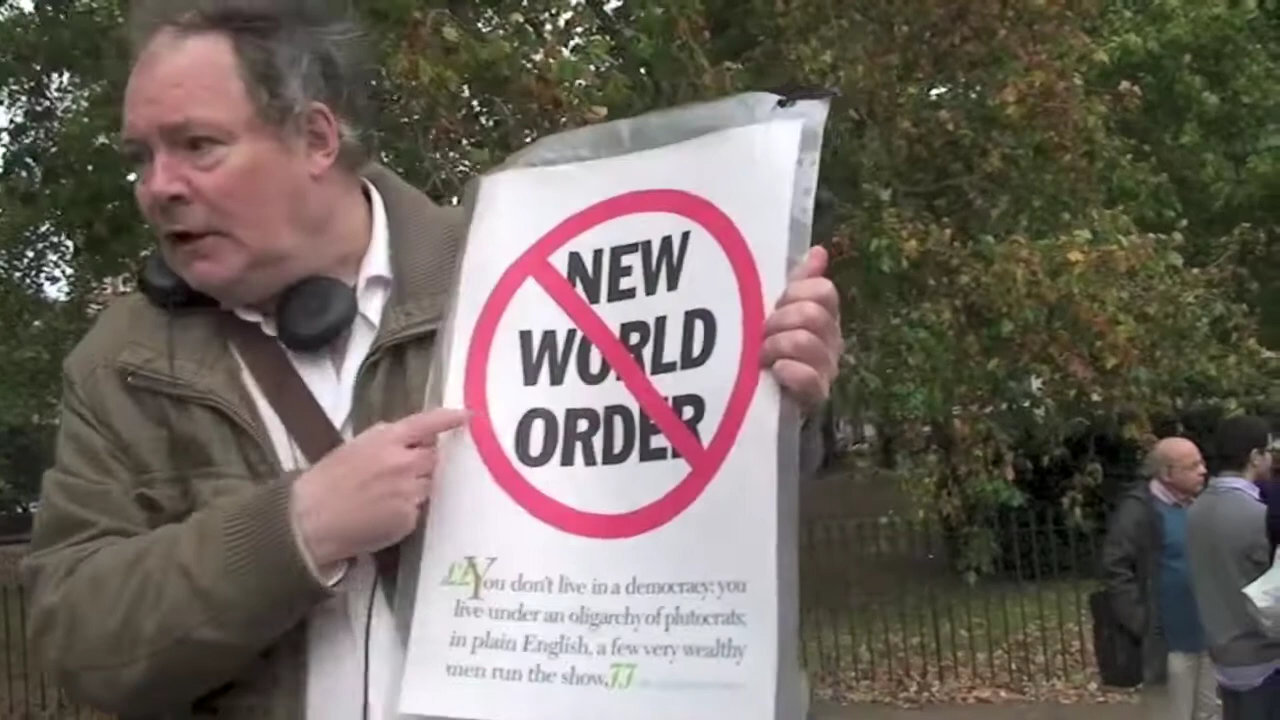 NEW
WORLD
ORDER
“You don't live in a democracy: you
live under an oligarchy of plutocrats;
in plain English, a few very wealthy
men run the show.”